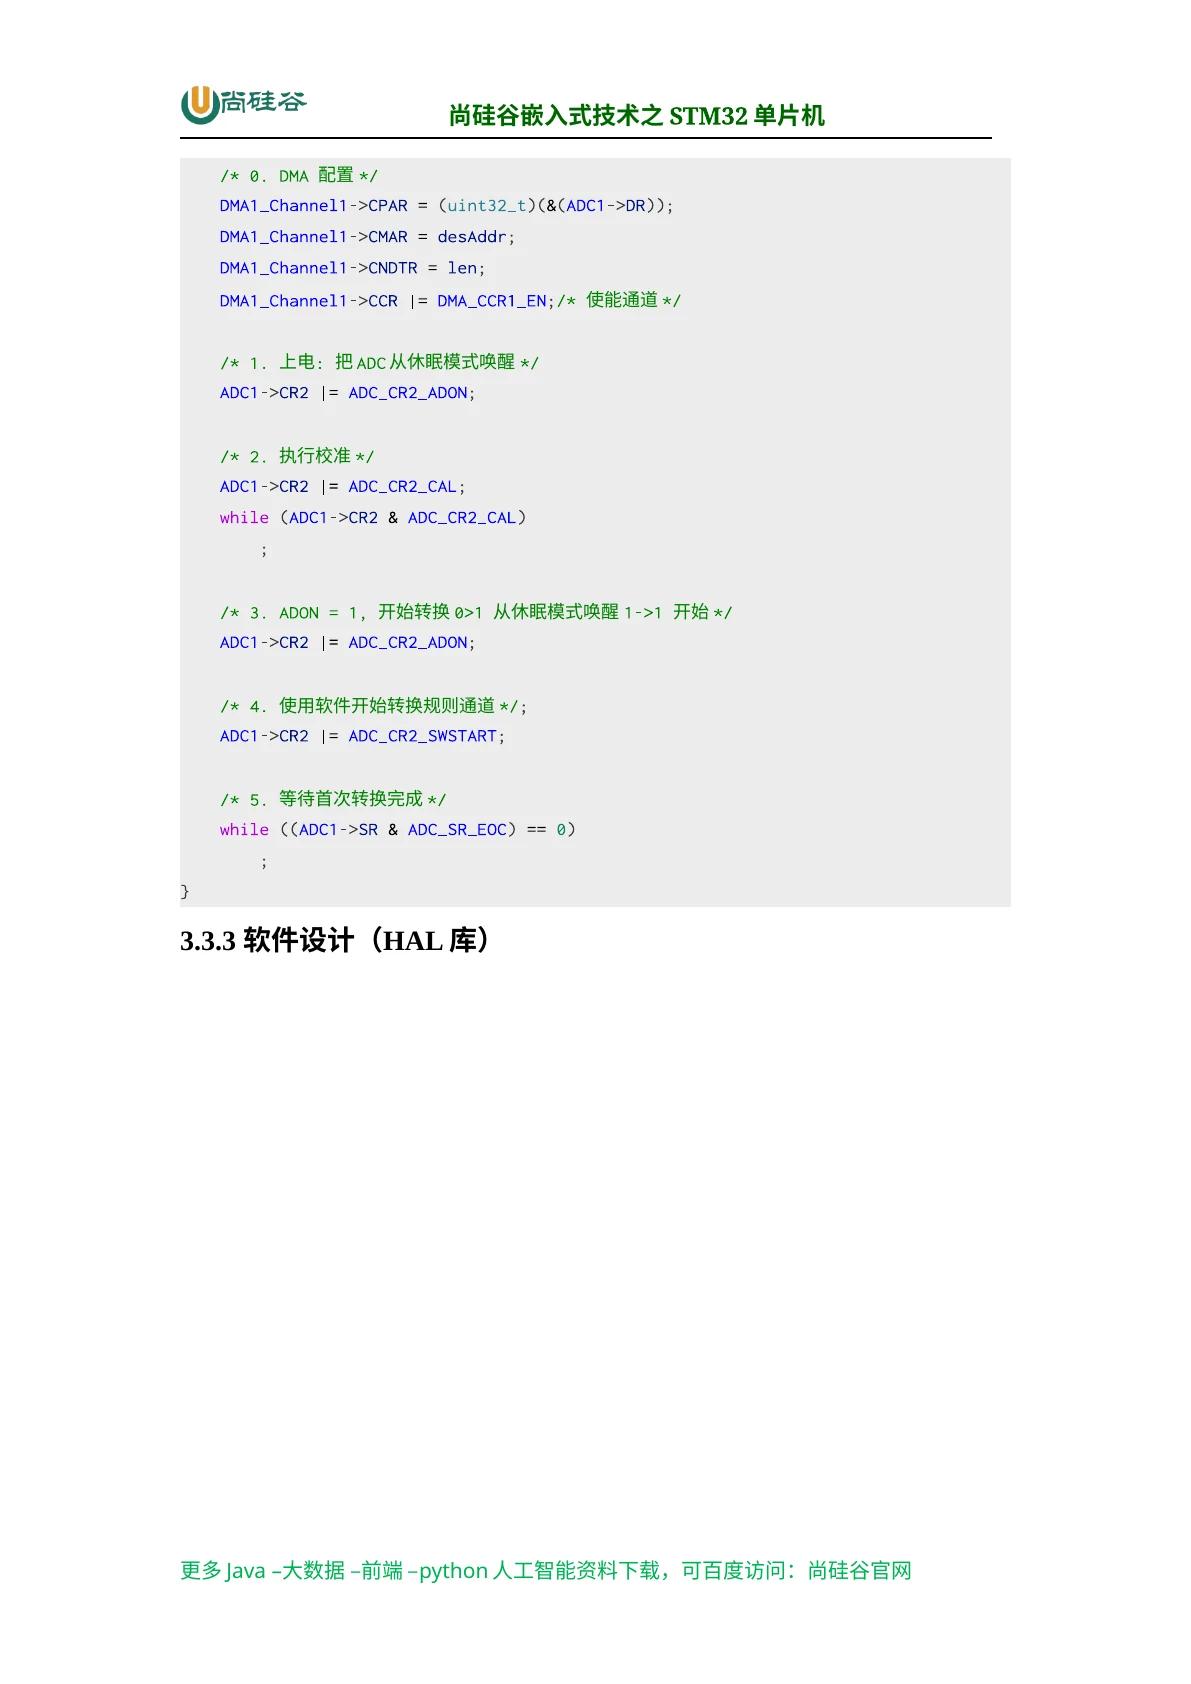 尚硅谷
尚硅谷嵌入式技术之 STM32 单片机
/* 0. DMA 配置 */
DMA1_Channel1->CPAR = (uint32_t)(&(ADC1->DR));
DMA1_Channel1->CMAR = desAddr;
DMA1_Channel1->CNDTR = len;
DMA1_Channel1->CCR |= DMA_CCR1_EN;/* 使能通道 */
/* 1. 上电: 把 ADC 从休眠模式唤醒 */
ADC1->CR2 |= ADC_CR2_ADON;
/* 2. 执行校准 */
ADC1->CR2 |= ADC_CR2_CAL;
while (ADC1->CR2 & ADC_CR2_CAL)
;
/* 3. ADON = 1, 开始转换 0>1 从休眠模式唤醒 1->1 开始 */
ADC1->CR2 |= ADC_CR2_ADON;
/* 4. 使用软件开始转换规则通道 */;
ADC1->CR2 |= ADC_CR2_SWSTART;
/* 5. 等待首次转换完成 */
while ((ADC1->SR & ADC_SR_EOC) == 0)
;
}
3.3.3 软件设计（HAL 库）
更多 Java –大数据 –前端 –python 人工智能资料下载，可百度访问：尚硅谷官网